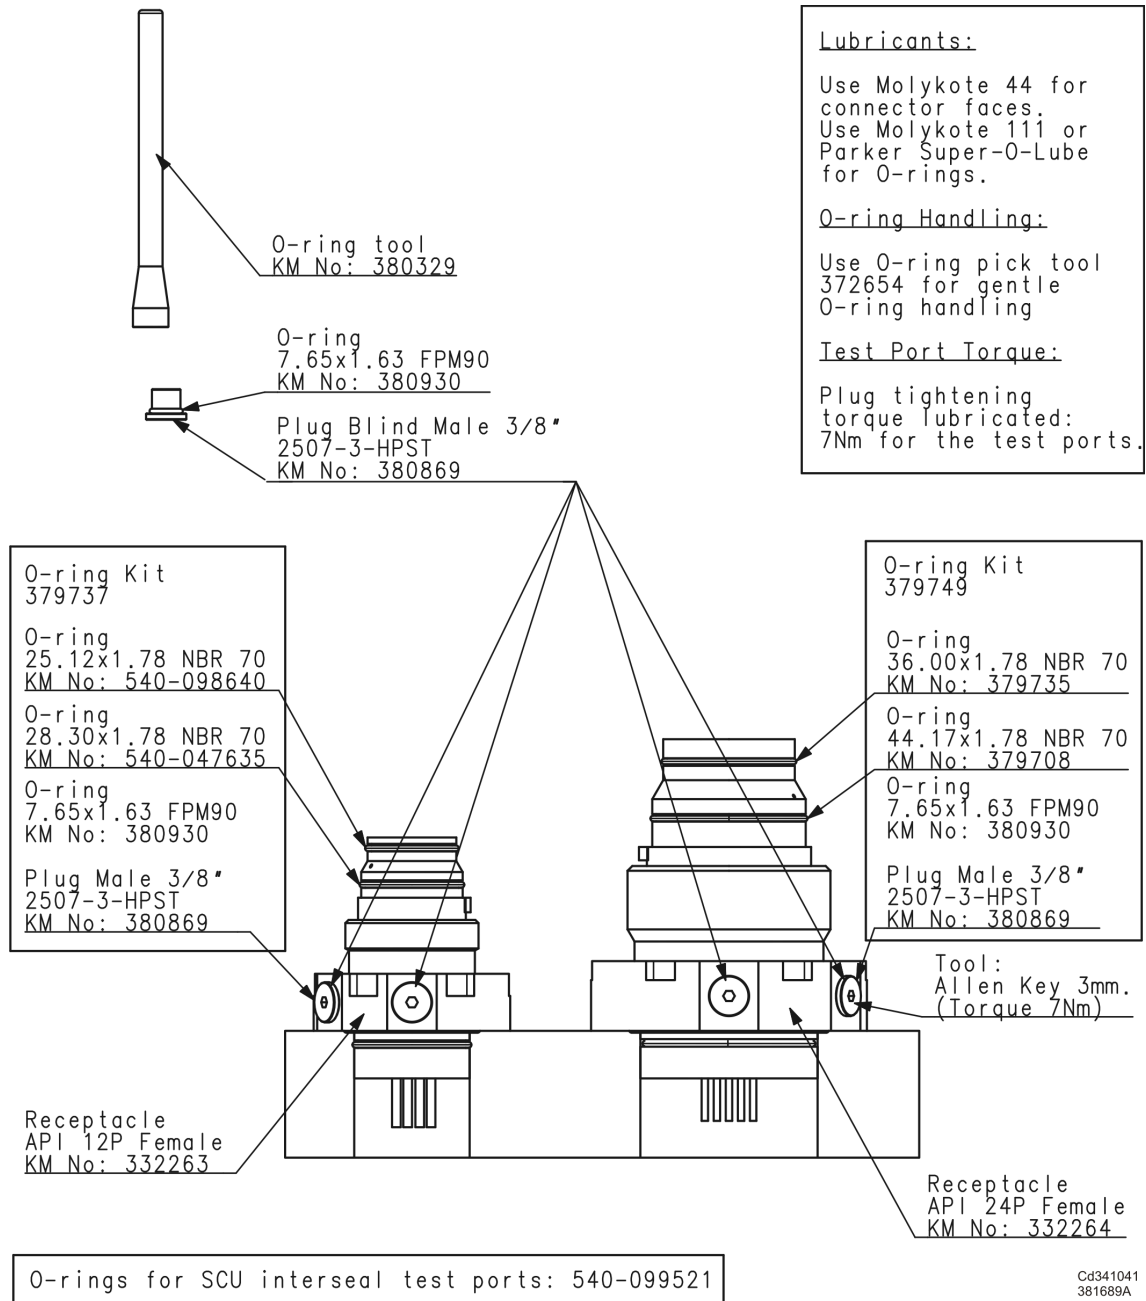 Lubricants:
Use Molykote 44 for
connector faces.
Use Molykote 111 or
Parker Super-O-Lube
for O-rings.
O-ring Handling:
Use O-ring pick tool
372654 for gentle
O-ring handling
Test Port Torque:
Plug tightening
torque lubricated:
7Nm for the test ports.
O-ring tool
KM No: 380329
O-ring
7.65x1.63 FPM90
KM No: 380930
Plug Blind Male 3/8"
2507-3-HPST
KM No: 380869
O-ring Kit
379737
O-ring
25.12x1.78 NBR 70
KM No: 540-098640
O-ring
28.30x1.78 NBR 70
KM No: 540-047635
O-ring
7.65x1.63 FPM90
KM No: 380930
Plug Male 3/8"
2507-3-HPST
KM No: 380869
O-ring Kit
379749
O-ring
36.00x1.78 NBR 70
KM No: 379735
O-ring
44.17x1.78 NBR 70
KM No: 379708
O-ring
7.65x1.63 FPM90
KM No: 380930
Plug Male 3/8"
2507-3-HPST
KM No: 380869
Tool:
Allen Key 3mm.
(Torque 7Nm)
Receptacle
API 12P Female
KM No: 332263
Receptacle
API 24P Female
KM No: 332264
O-rings for SCU interseal test ports: 540-099521
Cd341041
381689A